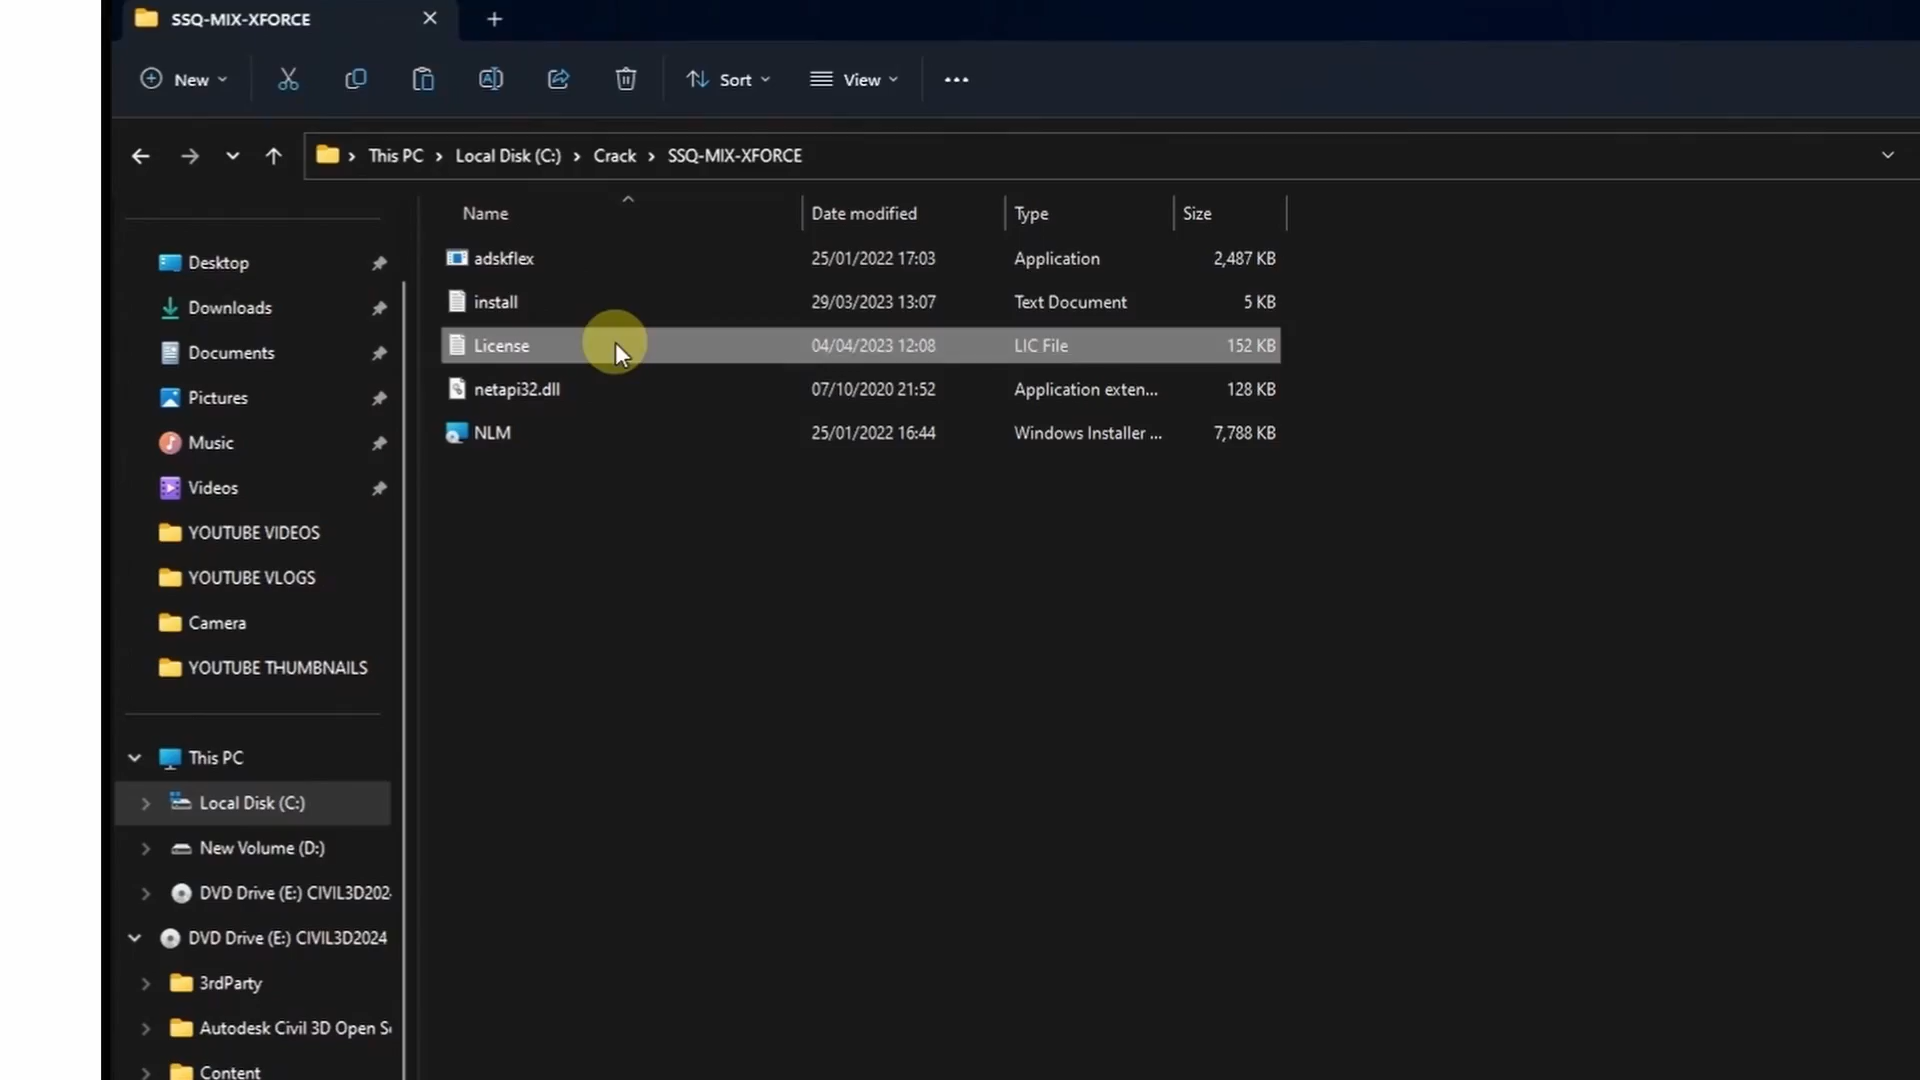 SSQ-MIX-XFORCE
New
Sort
View
This PC > Local Disk (C:) > Crack > SSQ-MIX-XFORCE
Name Date modified Type Size
adskflex 25/01/2022 17:03 Application 2,487 KB
install 29/03/2023 13:07 Text Document 5 KB
License 04/04/2023 12:08 LIC File 152 KB
netapi32.dll 07/10/2020 21:52 Application exten... 128 KB
NLM 25/01/2022 16:44 Windows Installer ... 7,788 KB
Desktop
Downloads
Documents
Pictures
Music
Videos
YOUTUBE VIDEOS
YOUTUBE VLOGS
Camera
YOUTUBE THUMBNAILS
This PC
Local Disk (C:)
New Volume (D:)
DVD Drive (E:) CIVIL3D202
DVD Drive (E:) CIVIL3D2024
3rdParty
Autodesk Civil 3D Open S
Content